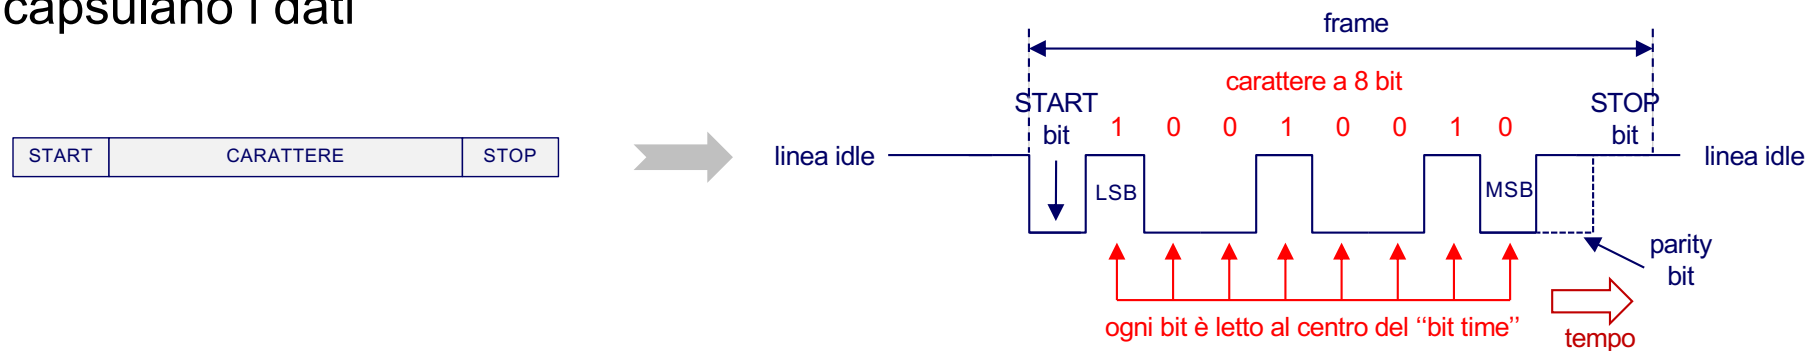 capsulano i dati
frame
carattere a 8 bit
START
bit
STOP
bit
1 0 0 1 0 0 1 0
START CARATTERE STOP
linea idle
linea idle
LSB
MSB
parity
bit
ogni bit è letto al centro del “bit time”
tempo